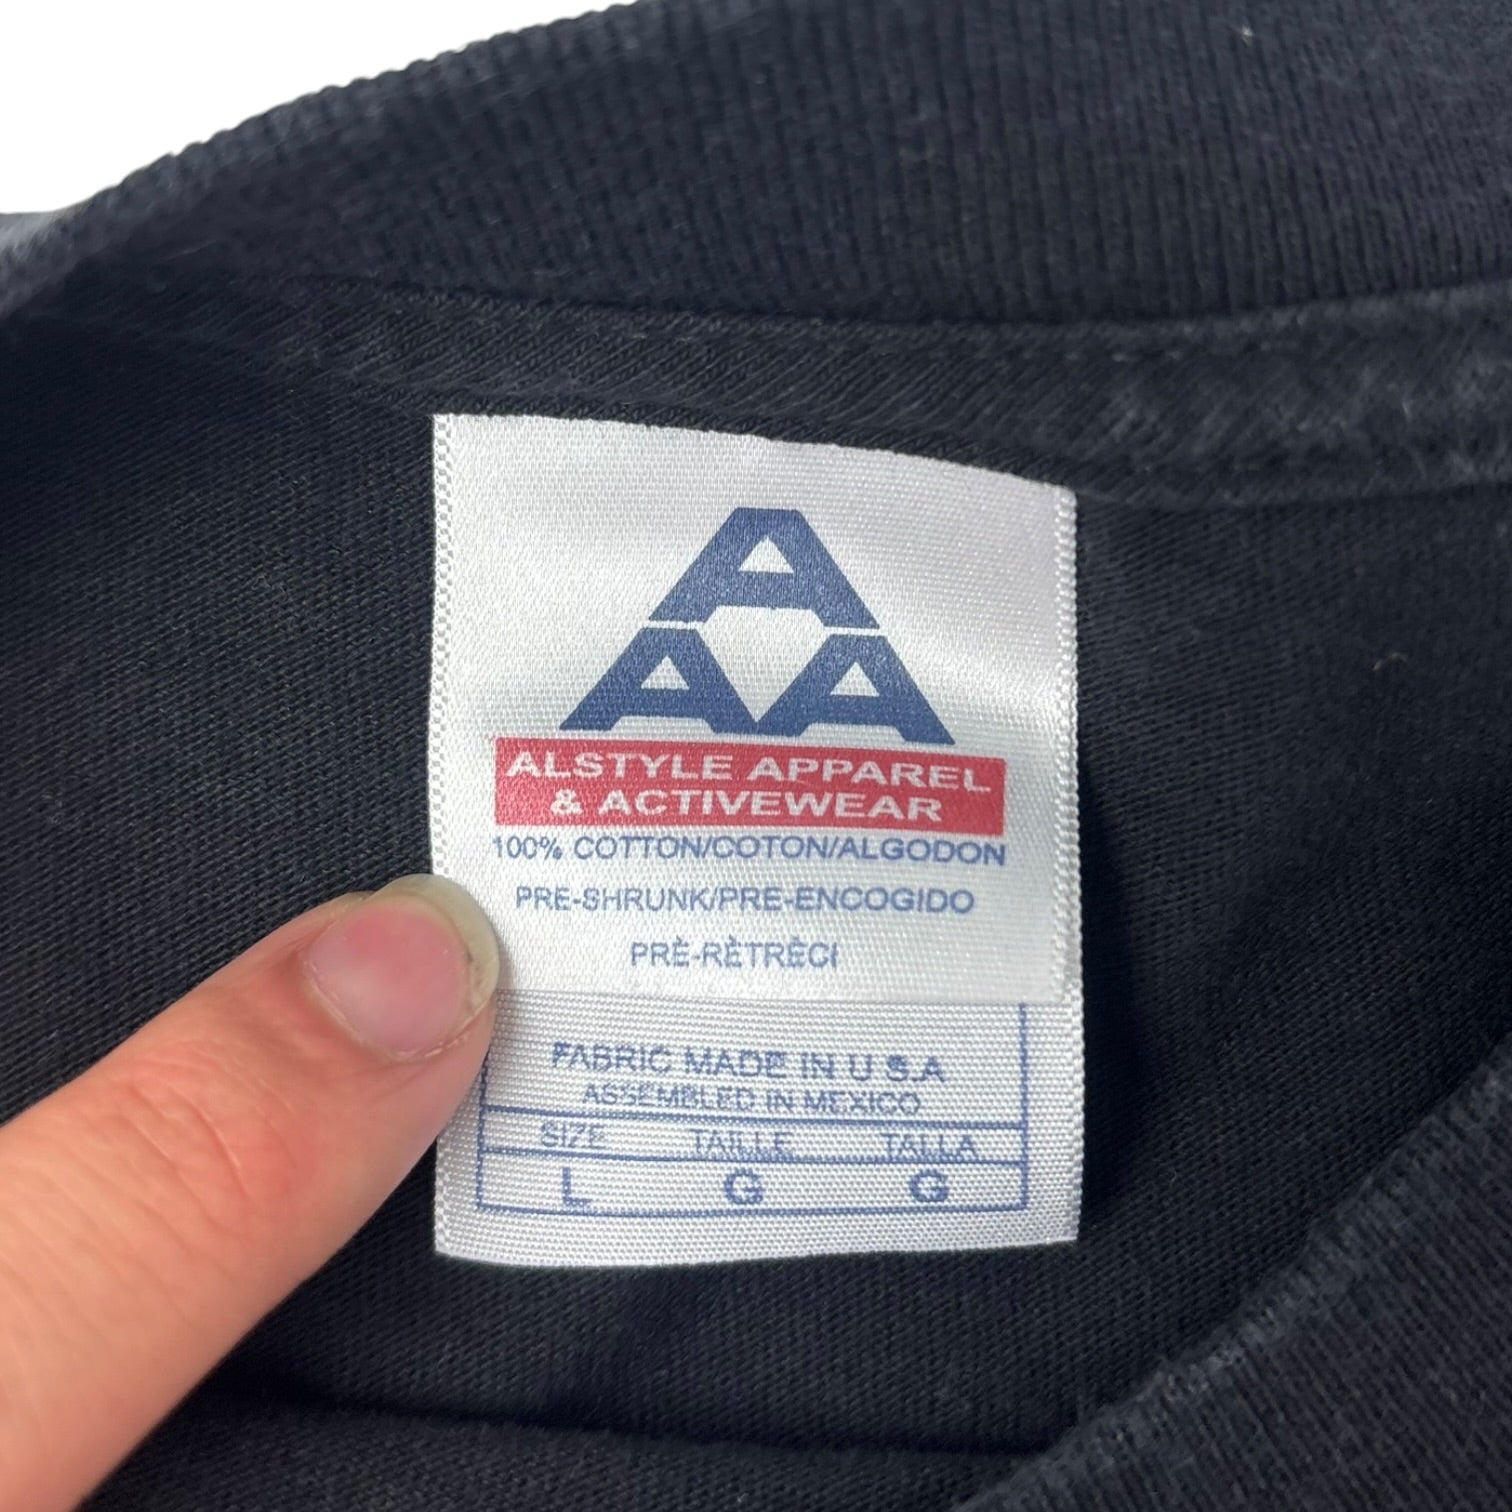 A
A A
ALSTYLE APPAREL
& ACTIVEWEAR
100% COTTON/COTON/ALGODON
PRE-SHRUNK/PRE-ENCOGIDO
PRÈ-RÈTRÈCI
FABRIC MADE IN U.S.A
ASSEMBLED IN MEXICO
SIZE TAILLE TALLA
L G G